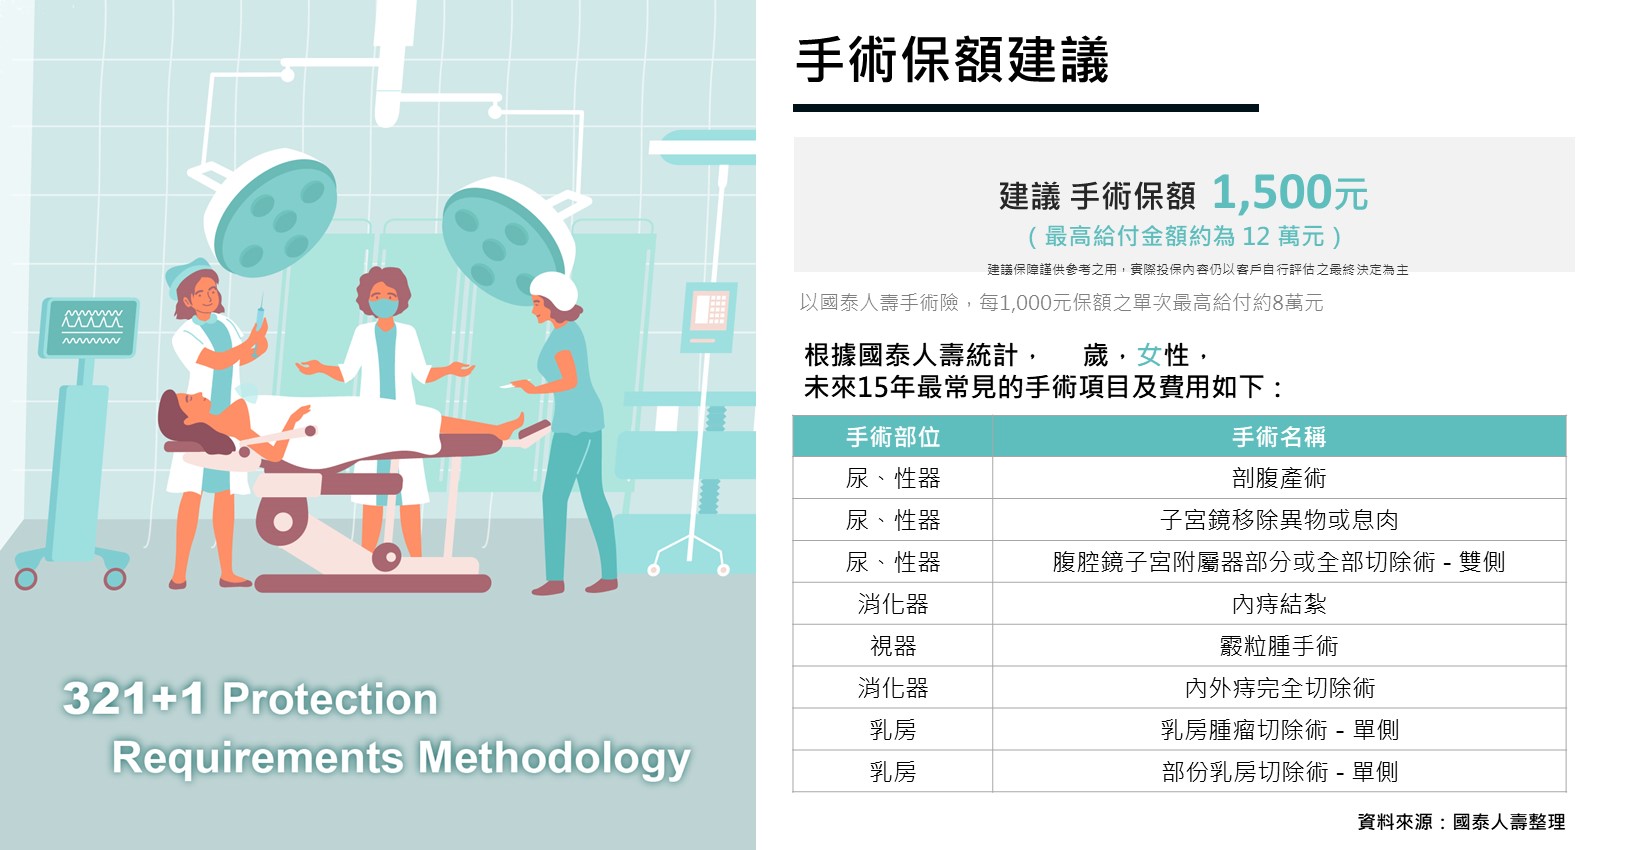 手術保額建議
建議 手術保額 1,500元
(最高給付金額約為 12 萬元)
建議保障謹供參考之用，實際投保內容仍以客戶自行評估之最終決定為主
以國泰人壽手術險，每1,000元保額之單次最高給付約8萬元
根據國泰人壽統計， 歲，女性，
未來15年最常見的手術項目及費用如下：
手術部位 手術名稱
尿、性器 剖腹產術
尿、性器 子宮鏡移除異物或息肉
尿、性器 腹腔鏡子宮附屬器部分或全部切除術 - 雙側
消化器 內痔結紮
視器 霰粒腫手術
消化器 內外痔完全切除術
乳房 乳房腫瘤切除術 - 單側
乳房 部份乳房切除術 - 單側
資料來源：國泰人壽整理
321+1 Protection
Requirements Methodology